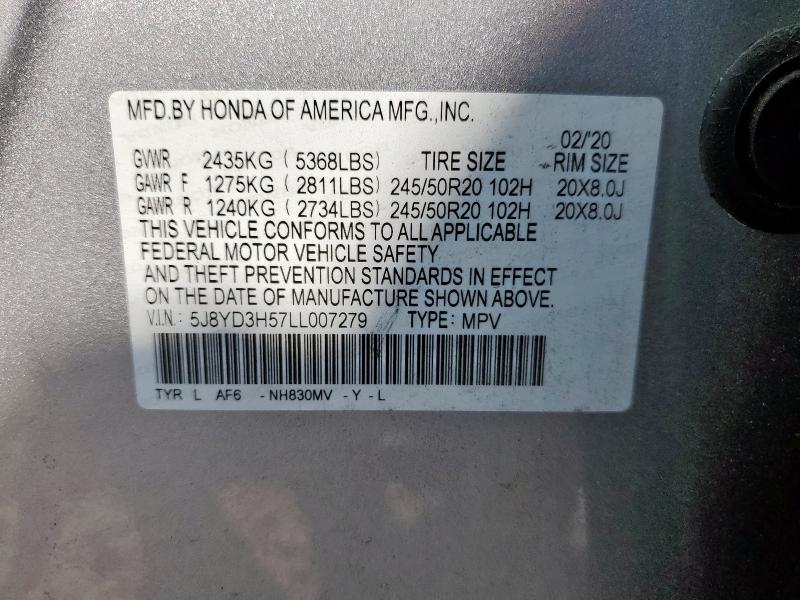 MFD.BY HONDA OF AMERICA MFG.,INC.
02/'20
GVWR 2435KG ( 5368LBS) TIRE SIZE RIM SIZE
GAWR F 1275KG ( 2811LBS) 245/50R20 102H 20X8.0J
GAWR R 1240KG ( 2734LBS) 245/50R20 102H 20X8.0J
THIS VEHICLE CONFORMS TO ALL APPLICABLE
FEDERAL MOTOR VEHICLE SAFETY
AND THEFT PREVENTION STANDARDS IN EFFECT
ON THE DATE OF MANUFACTURE SHOWN ABOVE.
V.I.N: 5J8YD3H57LL007279 TYPE: MPV
TYR L AF6 -NH830MV -Y -L